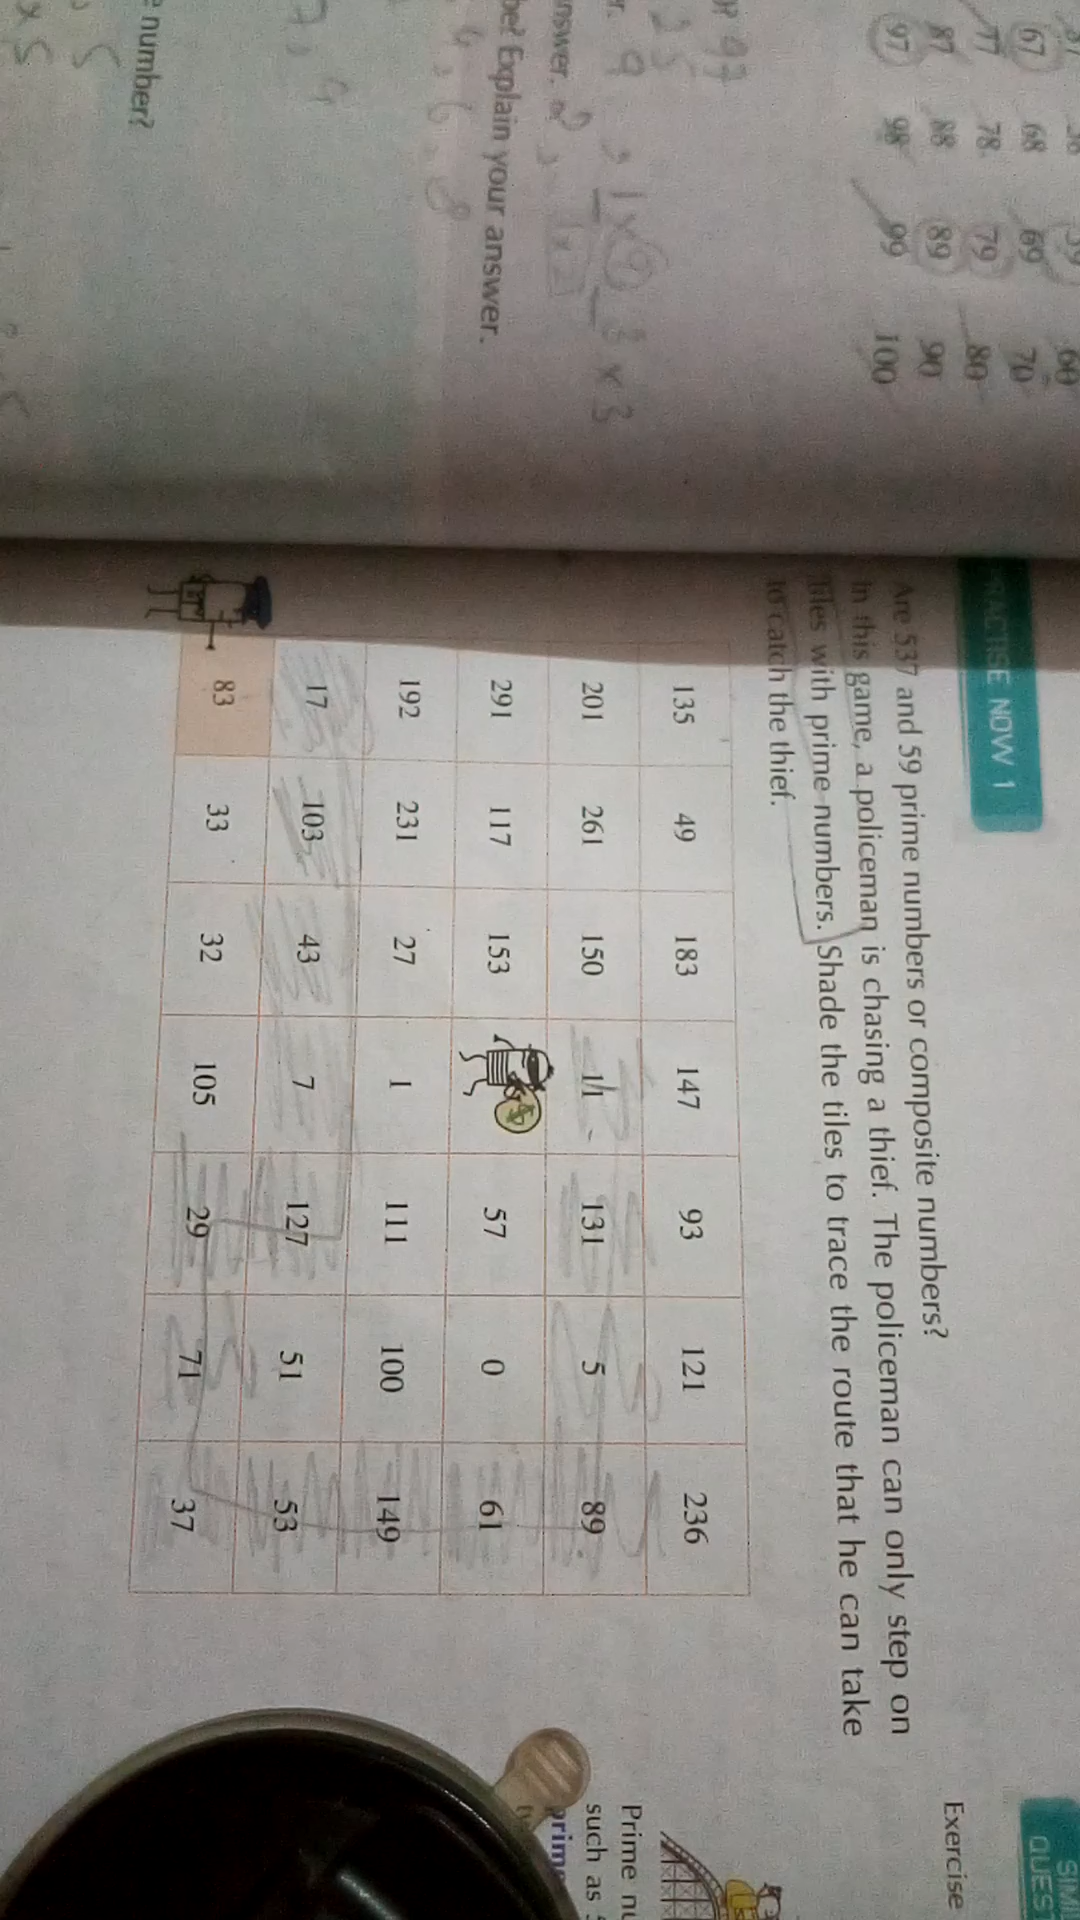 67 68 69 70
77 78 79 80
87 88 89 90
97 98 99 100
answer.
be? Explain your answer.
number?
PRACTISE NOW 1
Are 537 and 59 prime numbers or composite numbers?
In this game, a policeman is chasing a thief. The policeman can only step on
tiles with prime numbers. Shade the tiles to trace the route that he can take
to catch the thief.
135 49 183 147 93 121 236
201 261 150 11 131 5 89
291 117 153 57 0 61
192 231 27 1 111 100 149
17 103 43 7 127 51 53
83 33 32 105 29 71 37
Exercise
Prime
such as